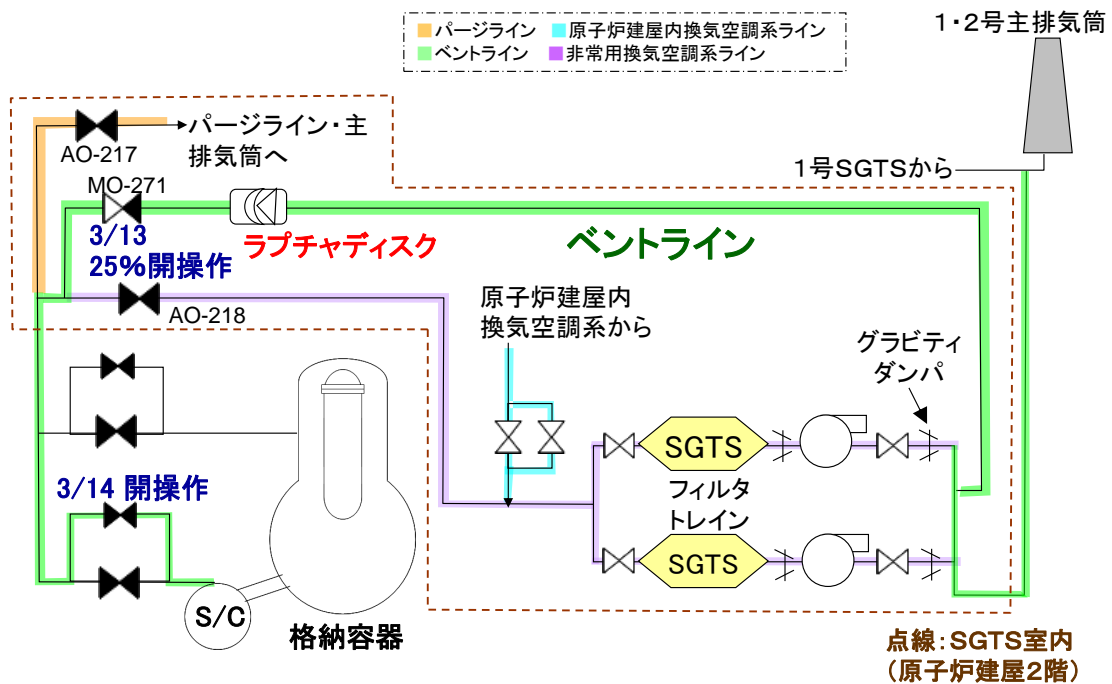 パージライン 原子炉建屋内換気空調系ライン
ベントライン 非常用換気空調系ライン
1・2号主排気筒
パージライン・主
排気筒へ
AO-217
1号SGTSから
MO-271
3/13
25%開操作
ラプチャディスク
ベントライン
AO-218
原子炉建屋内
換気空調系から
グラビティ
ダンパ
SGTS
フィルタ
トレイン
SGTS
3/14 開操作
S/C
格納容器
点線:SGTS室内
(原子炉建屋2階)